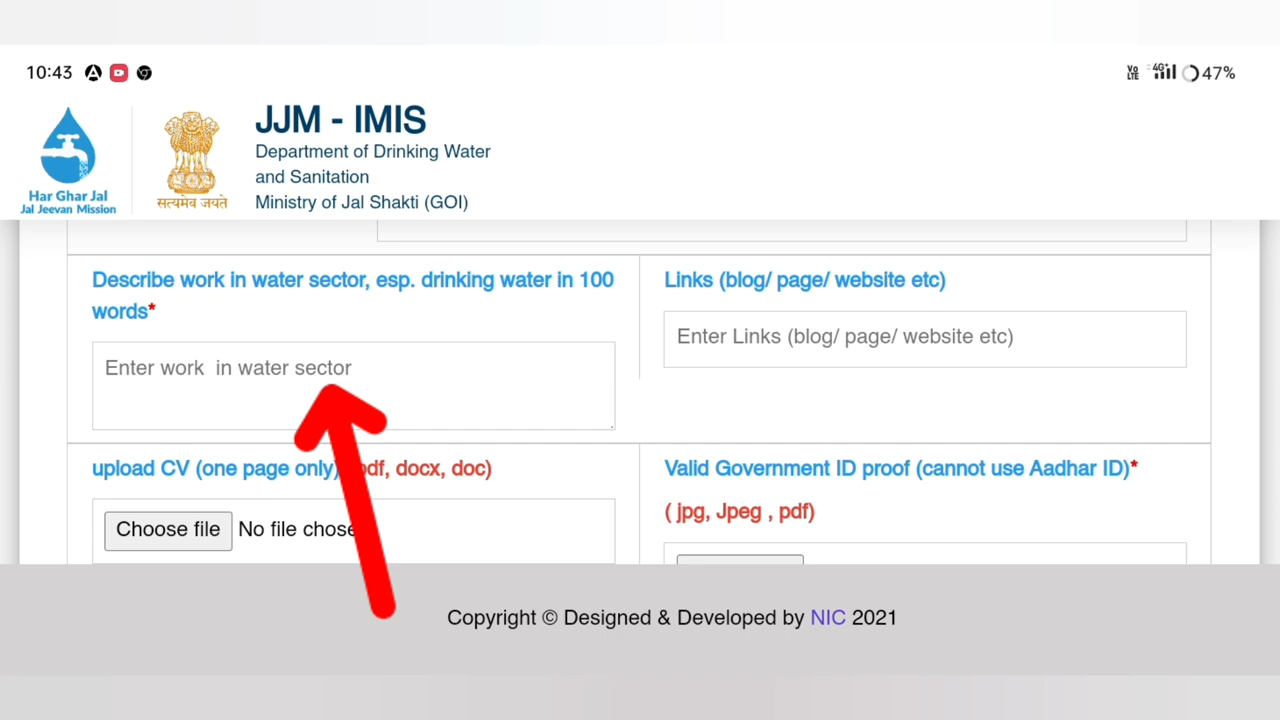 10:43
Vo LTE 4G+ 47%
JJM - IMIS
Department of Drinking Water
and Sanitation
Ministry of Jal Shakti (GOI)
Har Ghar Jal
Jal Jeevan Mission
सत्यमेव जयते
Describe work in water sector, esp. drinking water in 100
words*
Enter work in water sector
Links (blog/ page/ website etc)
Enter Links (blog/ page/ website etc)
upload CV (one page only) df, docx, doc)
Choose file No file chose
Valid Government ID proof (cannot use Aadhar ID)*
( jpg, Jpeg , pdf)
Copyright © Designed & Developed by NIC 2021